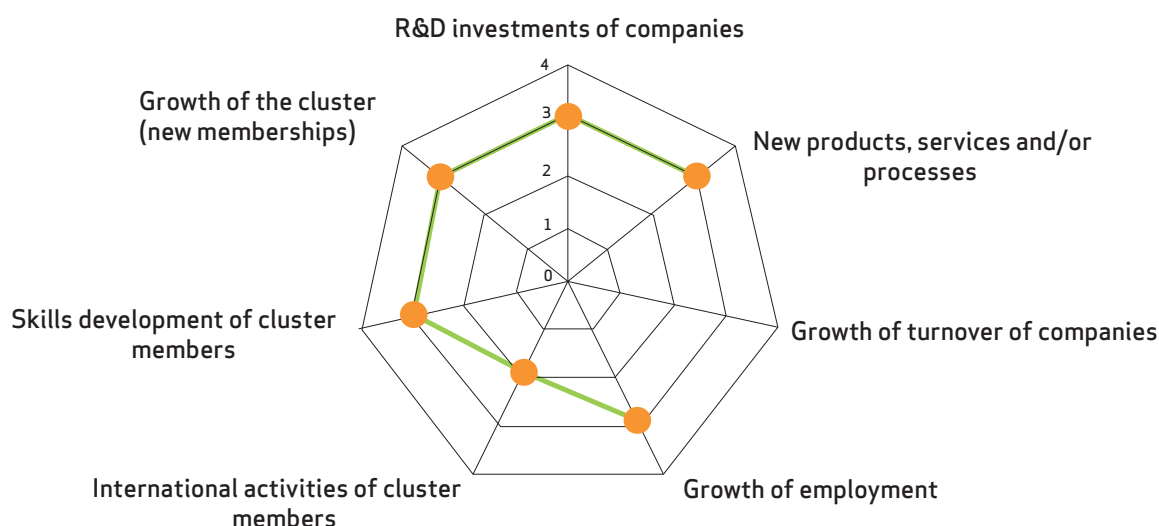 R&D investments of companies
4
Growth of the cluster
(new memberships)
3
New products, services and/or
processes
2
1
0
Skills development of cluster
members
Growth of turnover of companies
International activities of cluster
members
Growth of employment